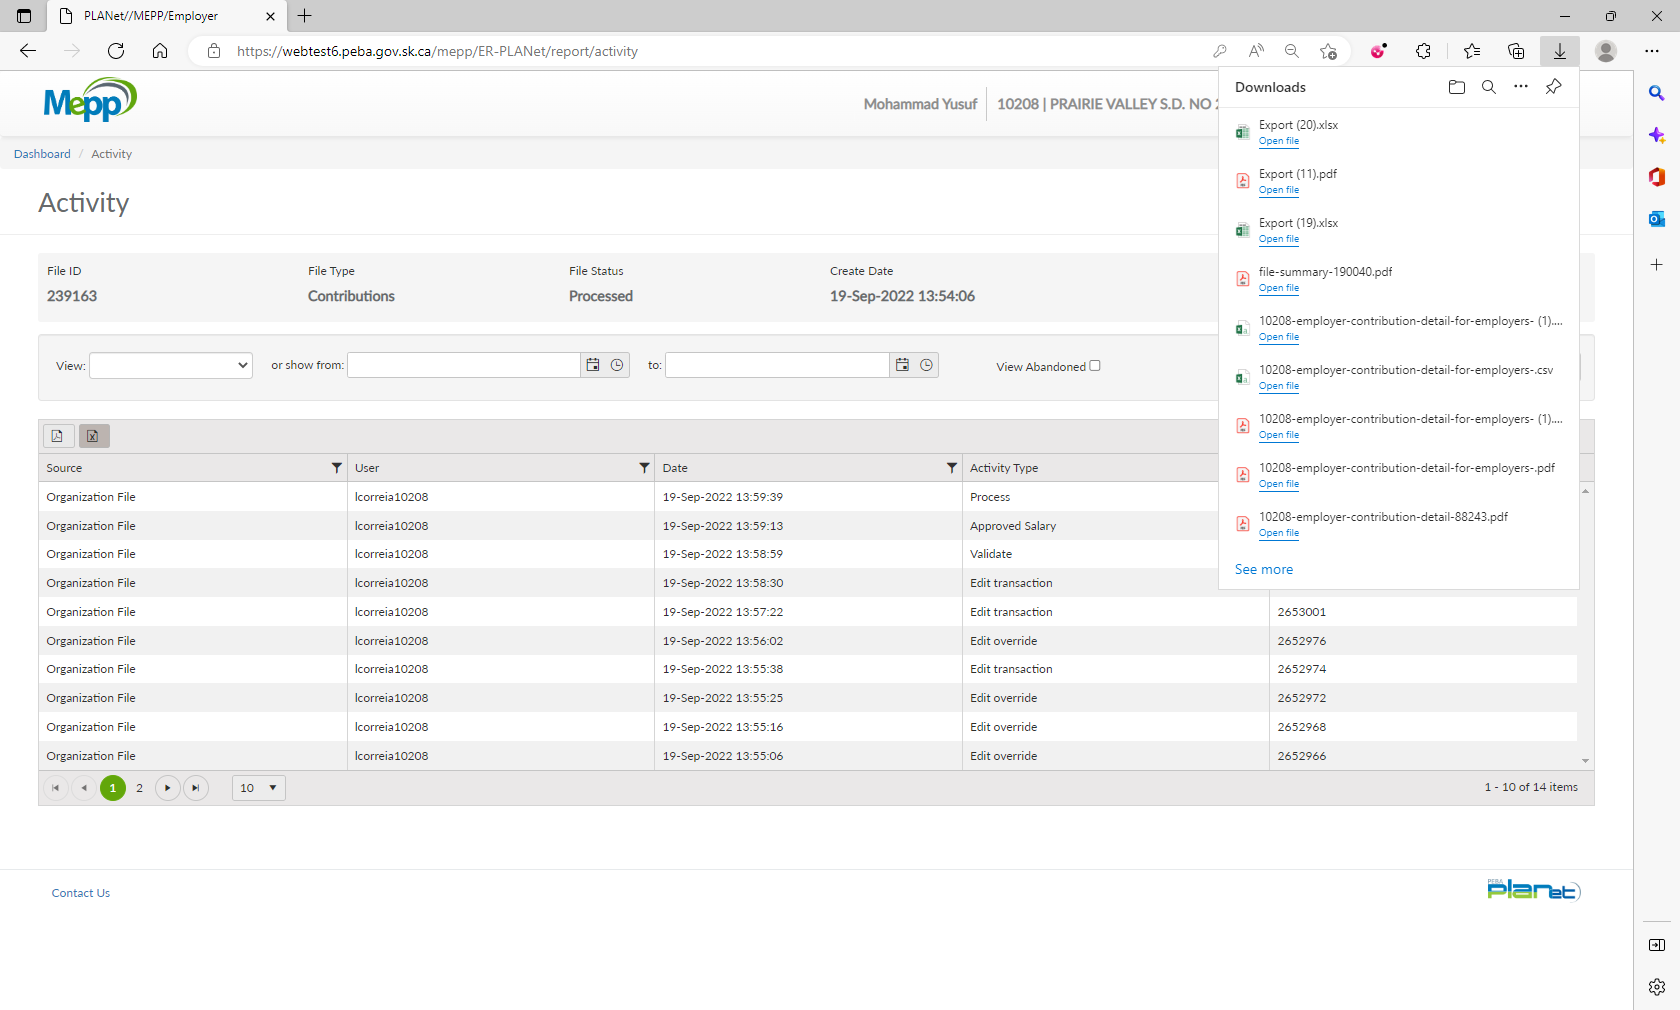 PLANet//MEPP/Employer
https://webtest6.peba.gov.sk.ca/mepp/ER-PLANet/report/activity
Mepp
Mohammad Yusuf
10208 | PRAIRIE VALLEY S.D. NO 2
Dashboard / Activity
Activity
File ID File Type File Status Create Date
239163 Contributions Processed 19-Sep-2022 13:54:06
View: or show from: to: View Abandoned
Source User Date Activity Type
Organization File lcorreia10208 19-Sep-2022 13:59:39 Process
Organization File lcorreia10208 19-Sep-2022 13:59:13 Approved Salary
Organization File lcorreia10208 19-Sep-2022 13:58:59 Validate
Organization File lcorreia10208 19-Sep-2022 13:58:30 Edit transaction
Organization File lcorreia10208 19-Sep-2022 13:57:22 Edit transaction 2653001
Organization File lcorreia10208 19-Sep-2022 13:56:02 Edit override 2652976
Organization File lcorreia10208 19-Sep-2022 13:55:38 Edit transaction 2652974
Organization File lcorreia10208 19-Sep-2022 13:55:25 Edit override 2652972
Organization File lcorreia10208 19-Sep-2022 13:55:16 Edit override 2652968
Organization File lcorreia10208 19-Sep-2022 13:55:06 Edit override 2652966
1 2 10 1 - 10 of 14 items
Contact Us
PEBA
planet
Downloads
Export (20).xlsx
Open file
Export (11).pdf
Open file
Export (19).xlsx
Open file
file-summary-190040.pdf
Open file
10208-employer-contribution-detail-for-employers- (1)....
Open file
10208-employer-contribution-detail-for-employers-.csv
Open file
10208-employer-contribution-detail-for-employers- (1)....
Open file
10208-employer-contribution-detail-for-employers-.pdf
Open file
10208-employer-contribution-detail-88243.pdf
Open file
See more